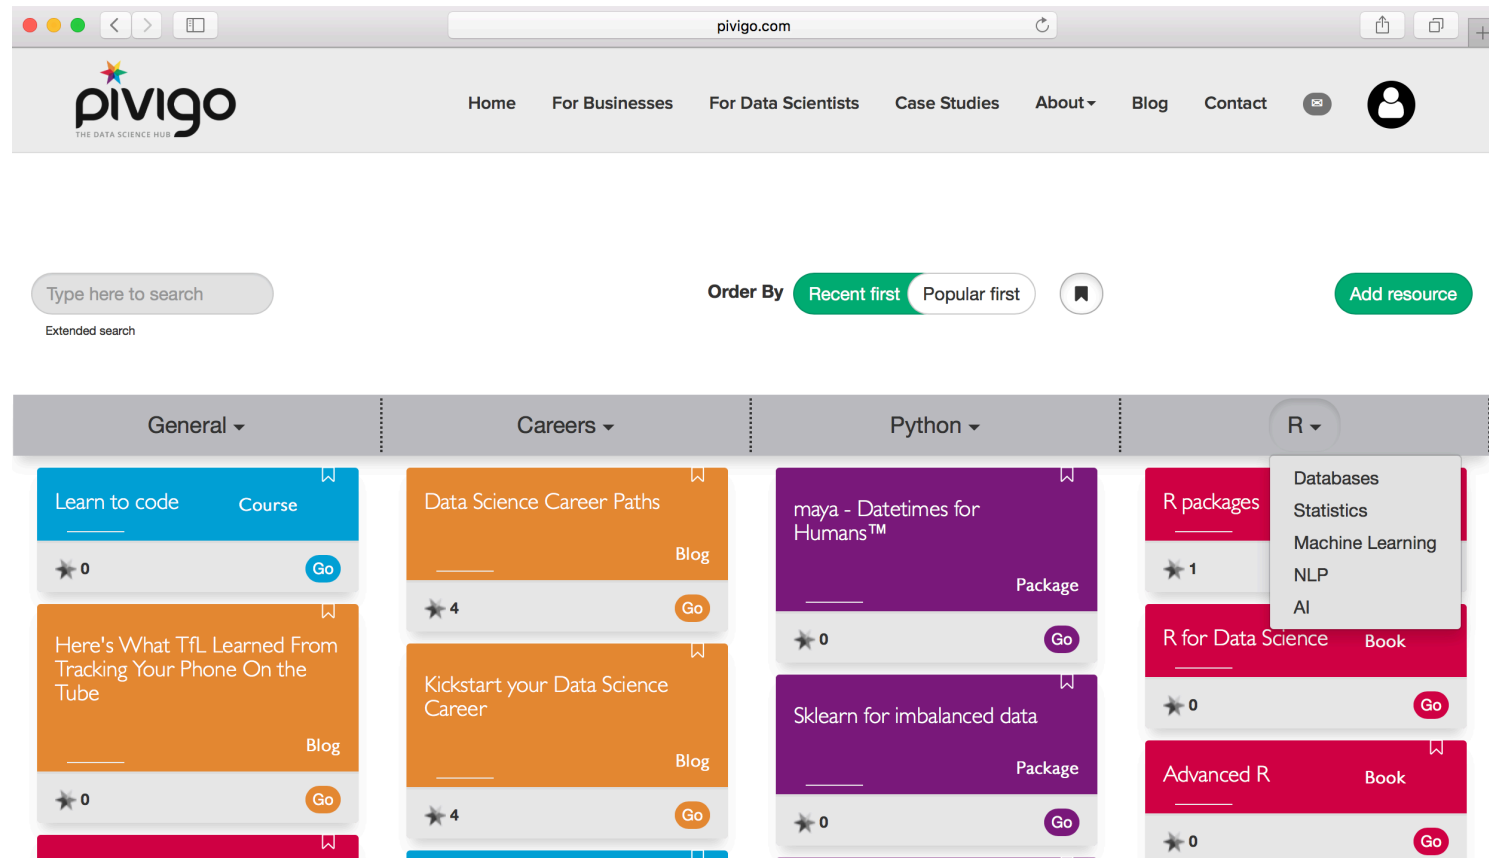 pivigo.com
pivigo
THE DATA SCIENCE HUB
Home For Businesses For Data Scientists Case Studies About Blog Contact
Type here to search
Extended search
Order By Recent first Popular first
Add resource
General Careers Python R
Databases
Statistics
Machine Learning
NLP
AI
Learn to code Course
0 Go
Here's What TfL Learned From
Tracking Your Phone On the
Tube
Blog
0 Go
Data Science Career Paths
Blog
4 Go
Kickstart your Data Science
Career
Blog
4 Go
maya - Datetimes for
Humans™
Package
0 Go
Sklearn for imbalanced data
Package
0 Go
R packages
1
R for Data Science Book
0 Go
Advanced R Book
0 Go